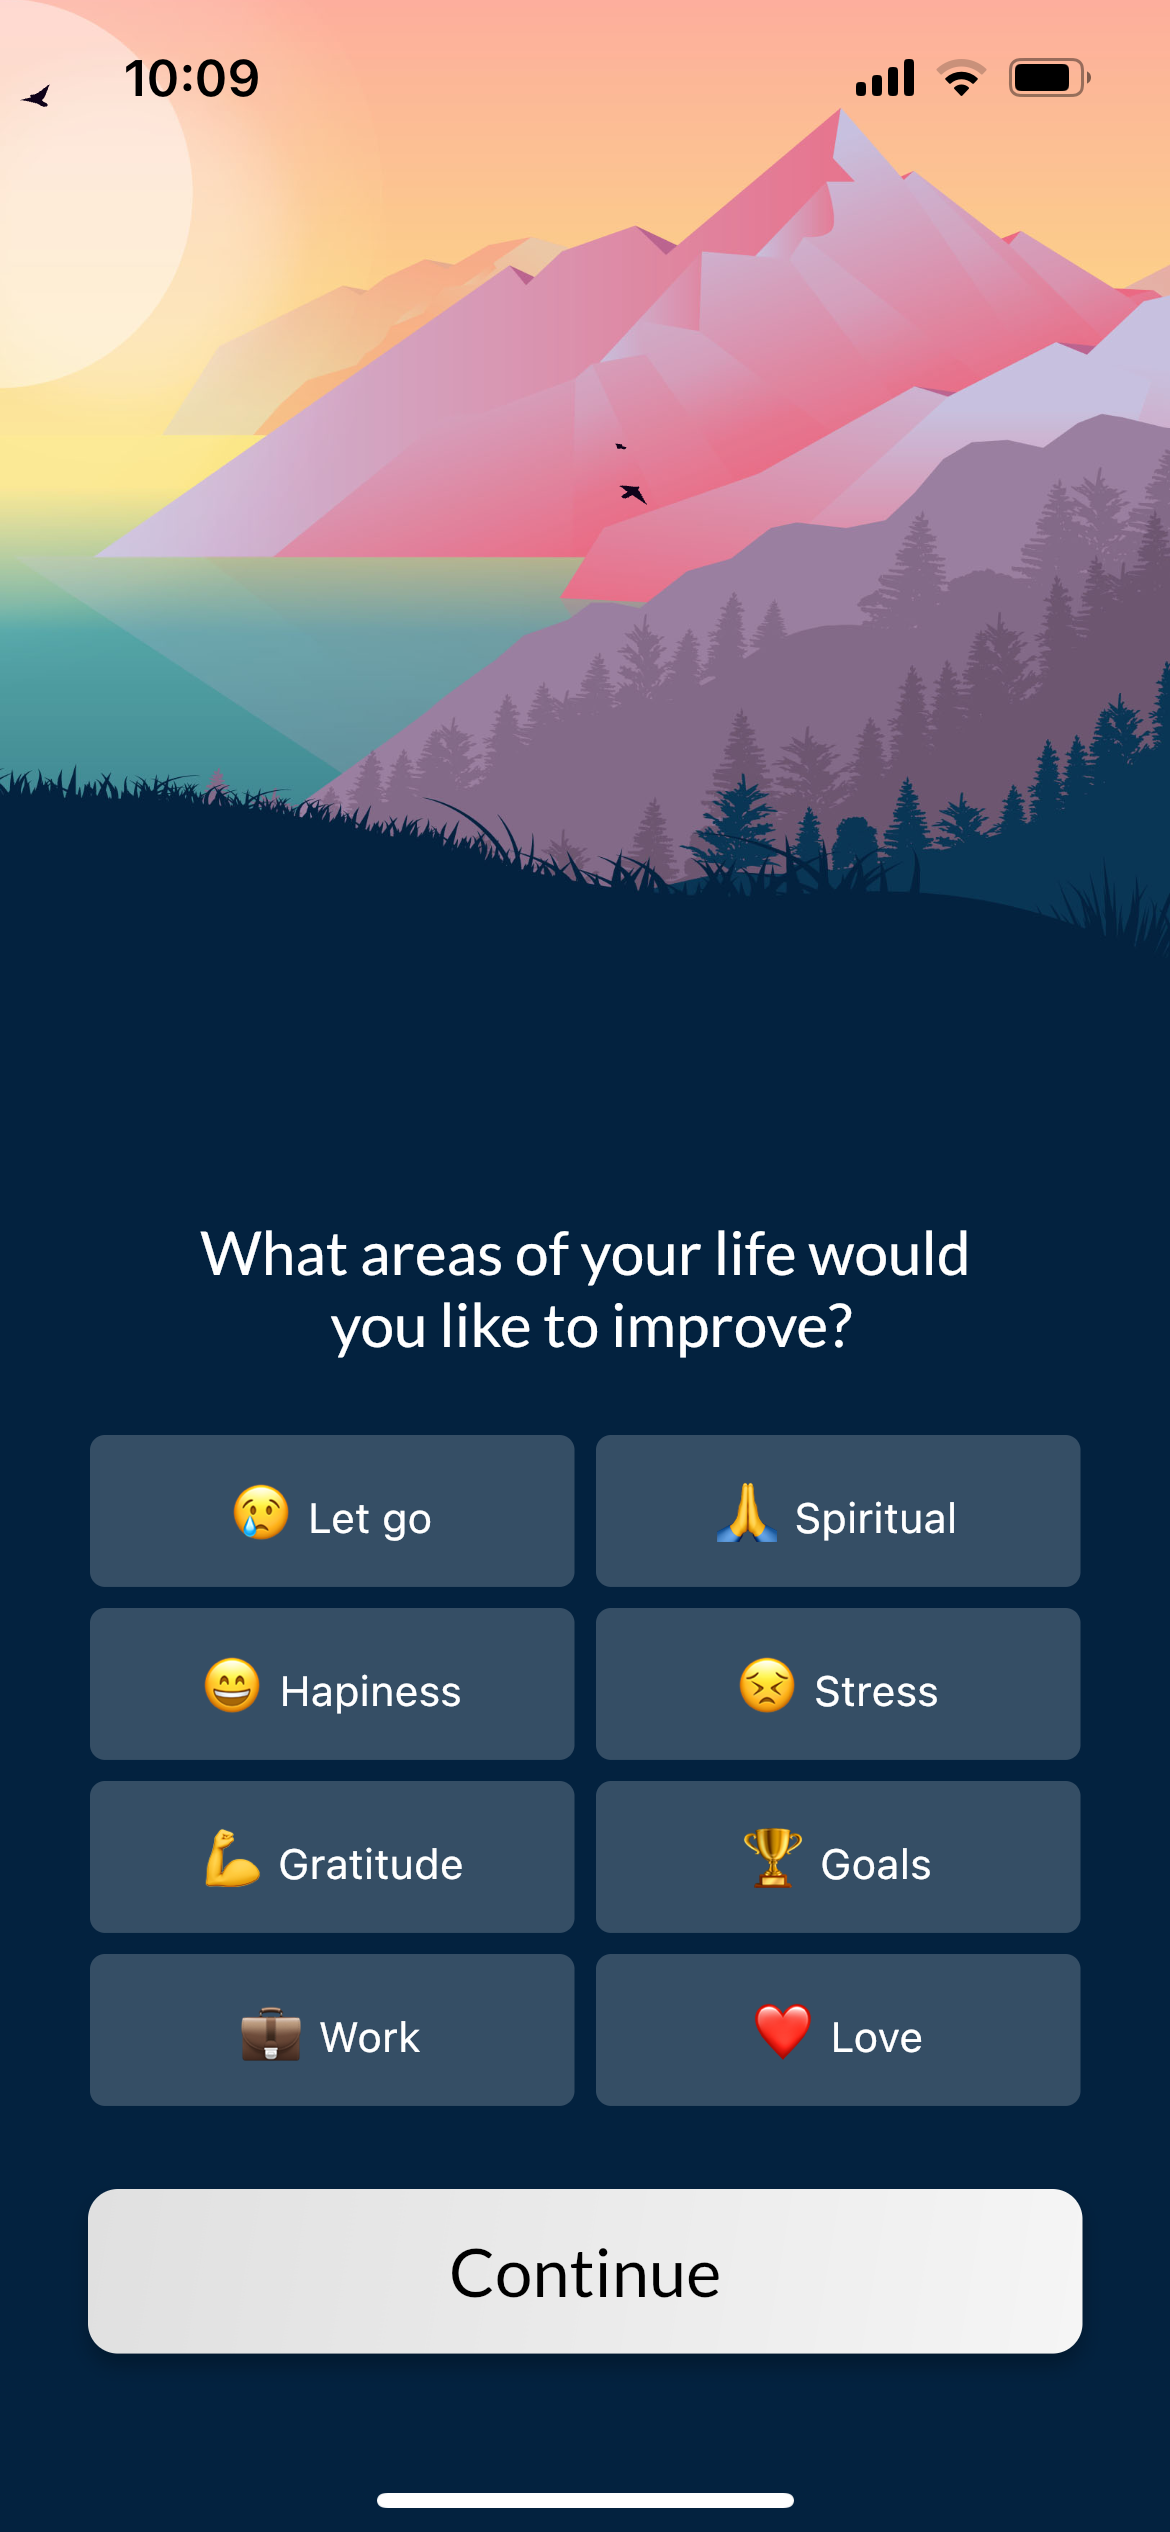 10:09
What areas of your life would
you like to improve?
😢 Let go
🙏 Spiritual
😄 Hapiness
😣 Stress
💪 Gratitude
🏆 Goals
💼 Work
❤️ Love
Continue